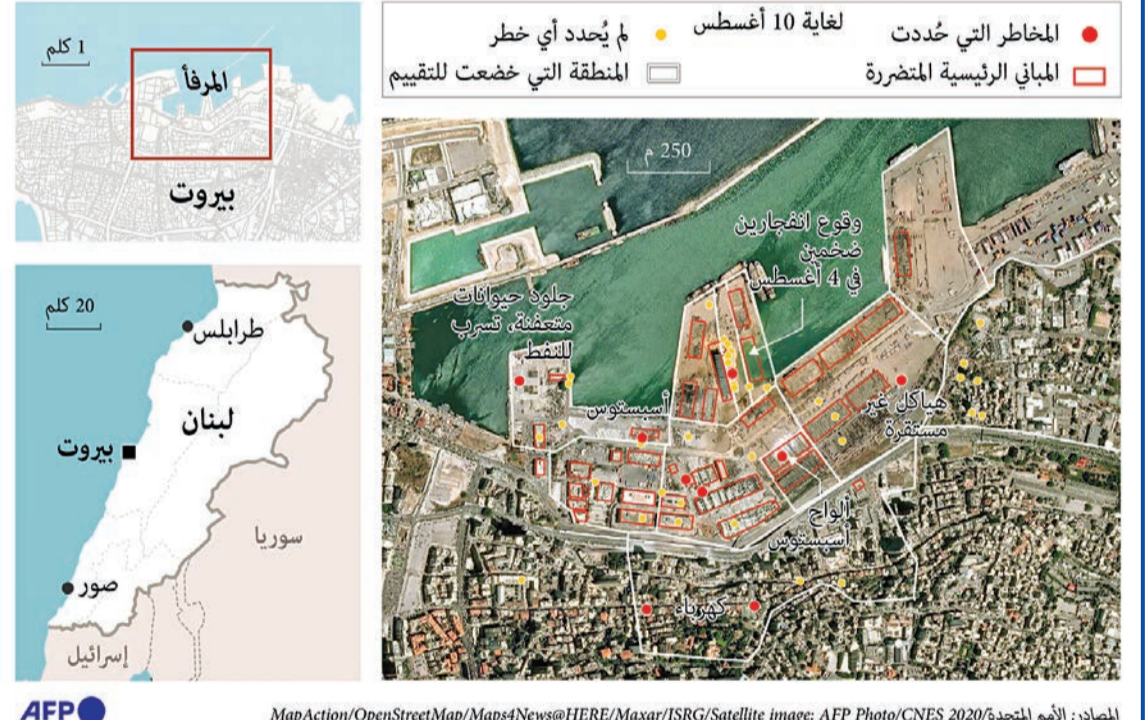 لغاية 10 أغسطس
المخاطر التي حُددت
لم يُحدد أي خطر
المباني الرئيسية المتضررة
المنطقة التي خضعت للتقييم
1 كلم
المرفأ
بيروت
20 كلم
طرابلس
لبنان
بيروت
سوريا
صور
إسرائيل
250 م
وقوع انفجارين
ضخمين
في 4 أغسطس
جلود حيوانات
متعفنة، تسرب
للنفط
أسبستوس
هياكل غير
مستقرة
ألواح
أسبستوس
كهرباء
المصادر: الأمم المتحدة/MapAction/OpenStreetMap/Maps4News@HERE/Maxar/ISRG/Satellite image: AFP Photo/CNES 2020
AFP